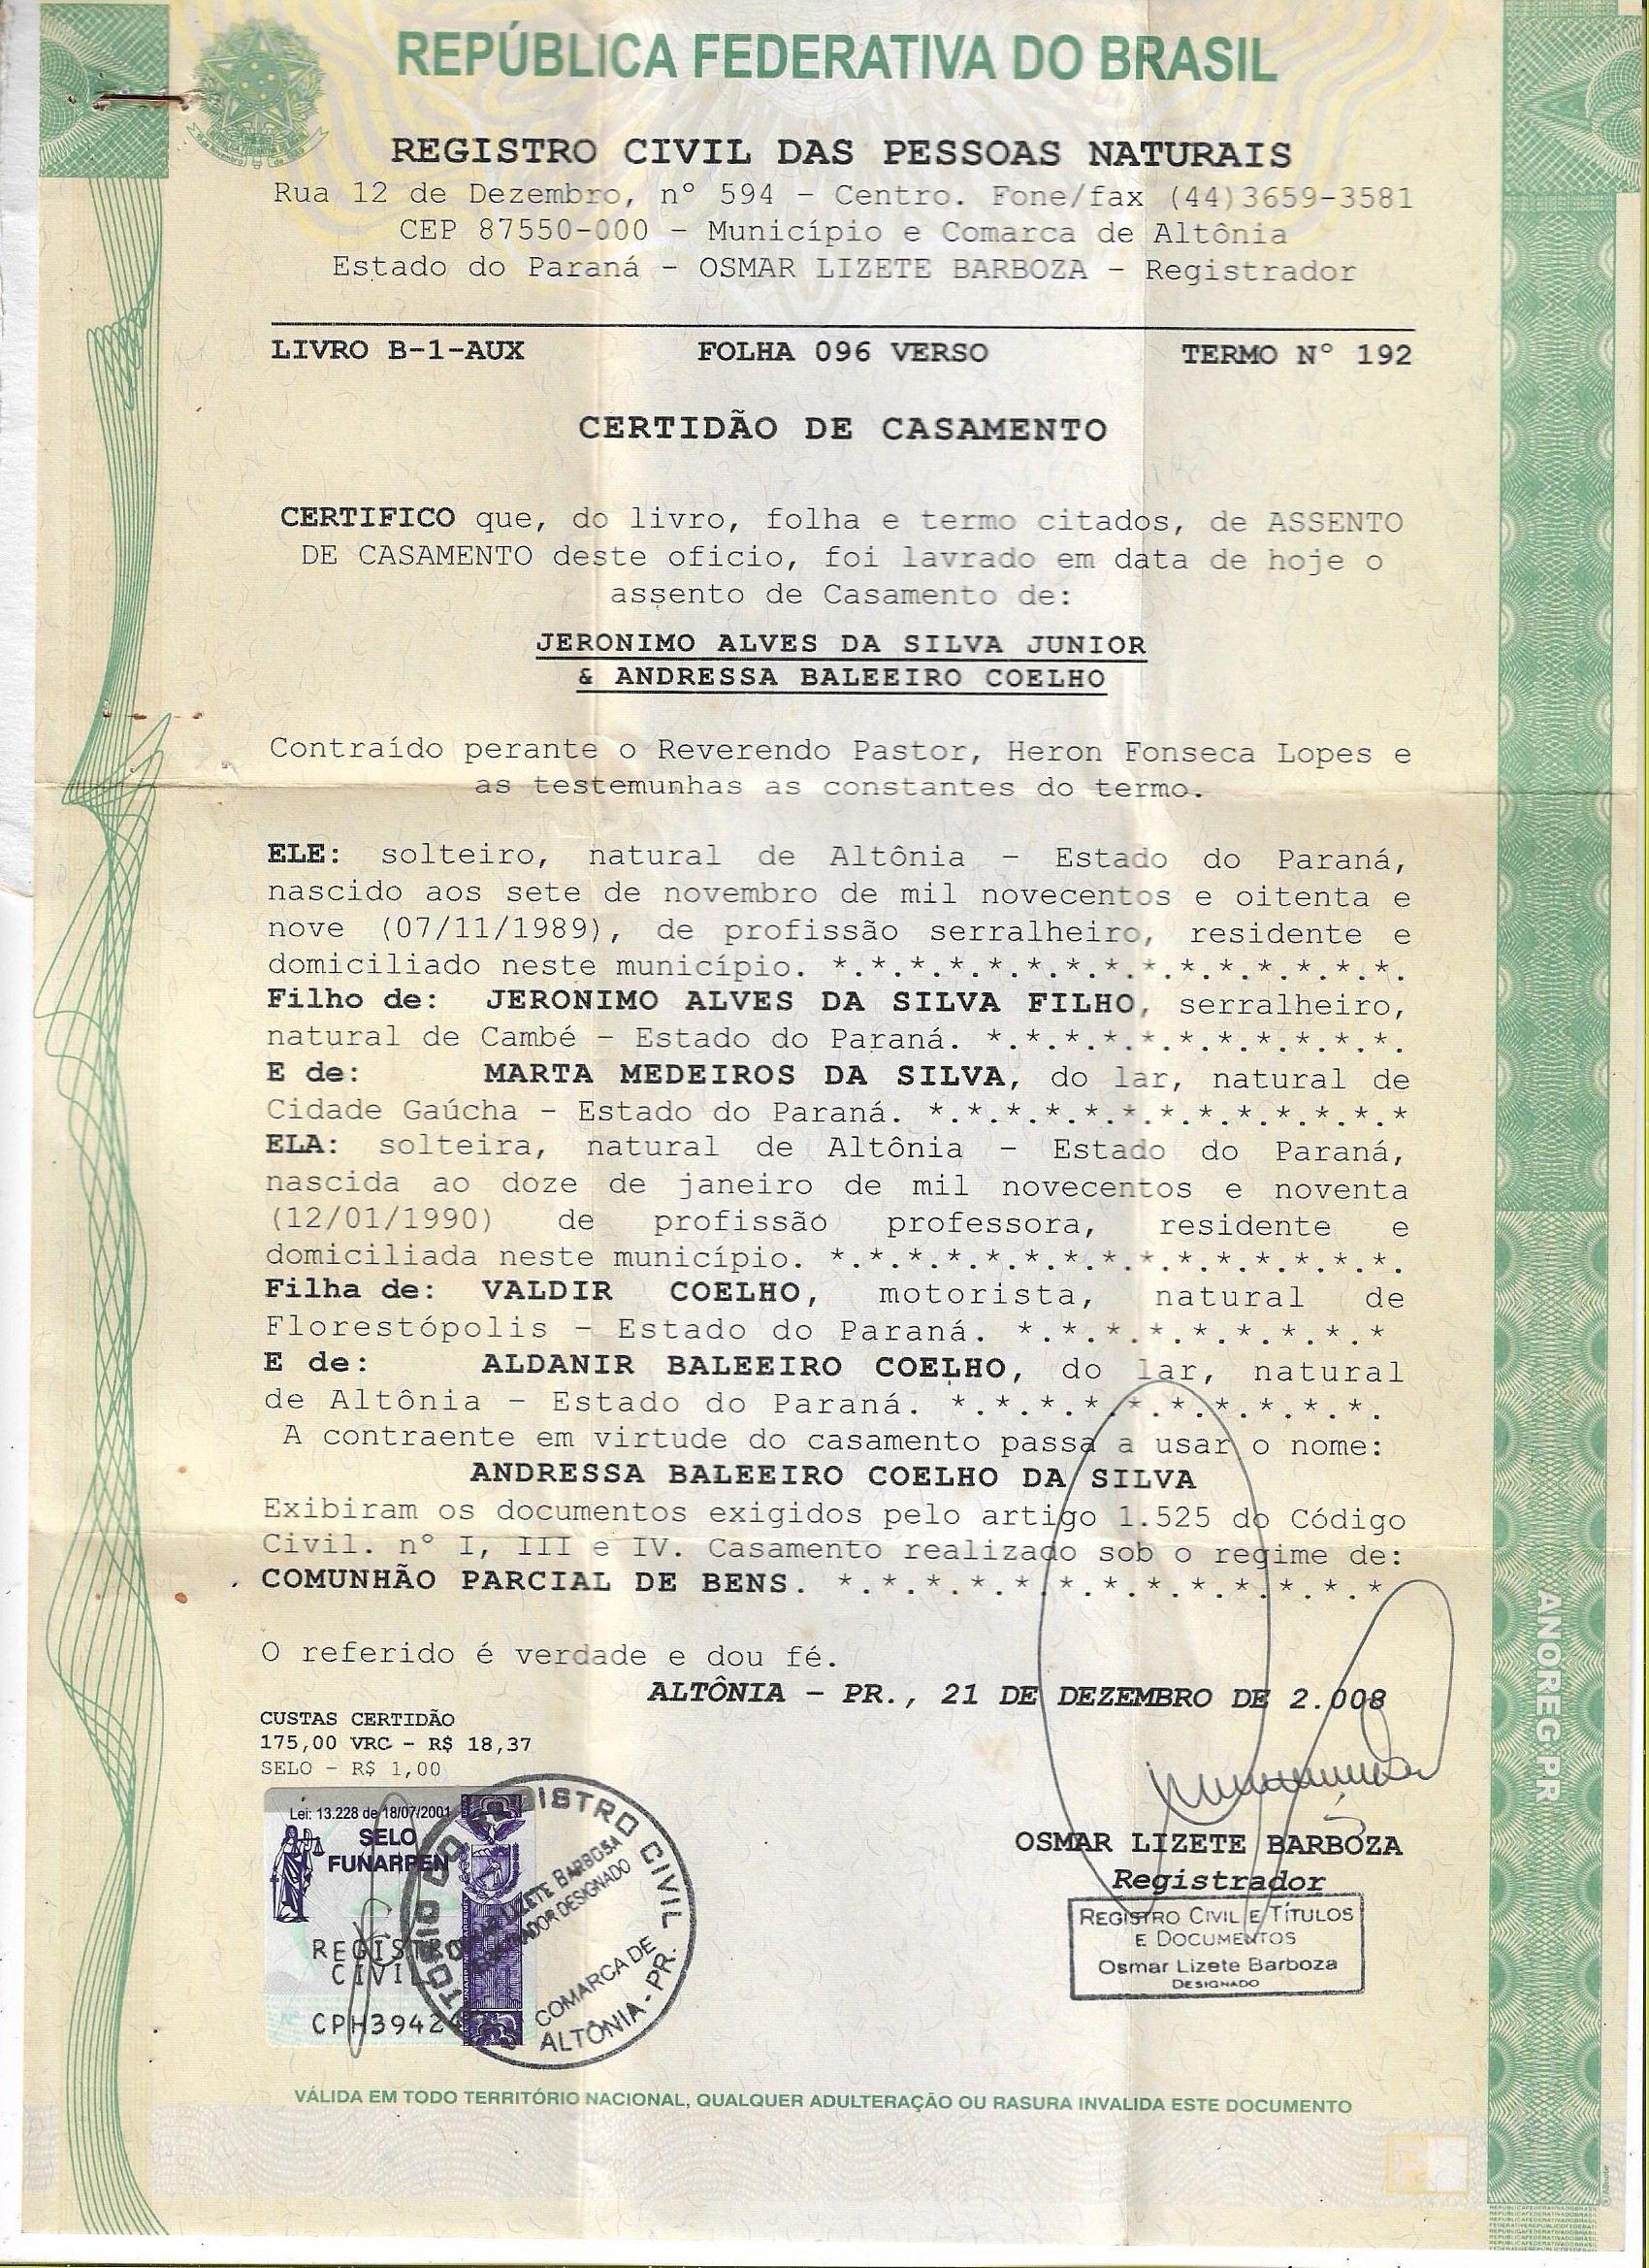 REPÚBLICA FEDERATIVA DO BRASIL
REGISTRO CIVIL DAS PESSOAS NATURAIS
Rua 12 de Dezembro, nº 594 - Centro. Fone/fax (44)3659-3581
CEP 87550-000 - Município e Comarca de Altônia
Estado do Paraná - OSMAR LIZETE BARBOZA - Registrador
LIVRO B-1-AUX FOLHA 096 VERSO TERMO Nº 192
CERTIDÃO DE CASAMENTO
CERTIFICO que, do livro, folha e termo citados, de ASSENTO
DE CASAMENTO deste oficio, foi lavrado em data de hoje o
assento de Casamento de:
JERONIMO ALVES DA SILVA JUNIOR
& ANDRESSA BALEEIRO COELHO
Contraído perante o Reverendo Pastor, Heron Fonseca Lopes e
as testemunhas as constantes do termo.
ELE: solteiro, natural de Altônia - Estado do Paraná,
nascido aos sete de novembro de mil novecentos e oitenta e
nove (07/11/1989), de profissão serralheiro, residente e
domiciliado neste município. *.*.*.*.*.*.*.*.*.*.*.*.*.*.*.
Filho de: JERONIMO ALVES DA SILVA FILHO, serralheiro,
natural de Cambé - Estado do Paraná. *.*.*.*.*.*.*.*.*.*.*.
E de: MARTA MEDEIROS DA SILVA, do lar, natural de
Cidade Gaúcha - Estado do Paraná. *.*.*.*.*.*.*.*.*.*.*.*.*
ELA: solteira, natural de Altônia - Estado do Paraná,
nascida ao doze de janeiro de mil novecentos e noventa
(12/01/1990) de profissão professora, residente e
domiciliada neste município. *.*.*.*.*.*.*.*.*.*.*.*.*.*.*.
Filha de: VALDIR COELHO, motorista, natural de
Florestópolis - Estado do Paraná. *.*.*.*.*.*.*.*.*
E de: ALDANIR BALEEIRO COELHO, do lar, natural
de Altônia - Estado do Paraná. *.*.*.*.*.*.*.*.*.*.
A contraente em virtude do casamento passa a usar o nome:
ANDRESSA BALEEIRO COELHO DA SILVA
Exibiram os documentos exigidos pelo artigo 1.525 do Código
Civil. nº I, III e IV. Casamento realizado sob o regime de:
COMUNHÃO PARCIAL DE BENS. *.*.*.*.*.*.*.*.*.*.*.*.*
O referido é verdade e dou fé.
ALTÔNIA - PR., 21 DE DEZEMBRO DE 2.008
CUSTAS CERTIDÃO
175,00 VRC - R$ 18,37
SELO - R$ 1,00
Lei: 13.228 de 18/07/2001
SELO
FUNARPEN
REGISTRO
CIVIL
CPH39424
REGISTRO CIVIL
LIZETE BARBOSA
DESIGNADO
COMARCA DE
ALTÔNIA - PR.
OSMAR LIZETE BARBOZA
Registrador
REGISTRO CIVIL E TÍTULOS
E DOCUMENTOS
Osmar Lizete Barboza
DESIGNADO
VÁLIDA EM TODO TERRITÓRIO NACIONAL, QUALQUER ADULTERAÇÃO OU RASURA INVALIDA ESTE DOCUMENTO
ANOREG.PR